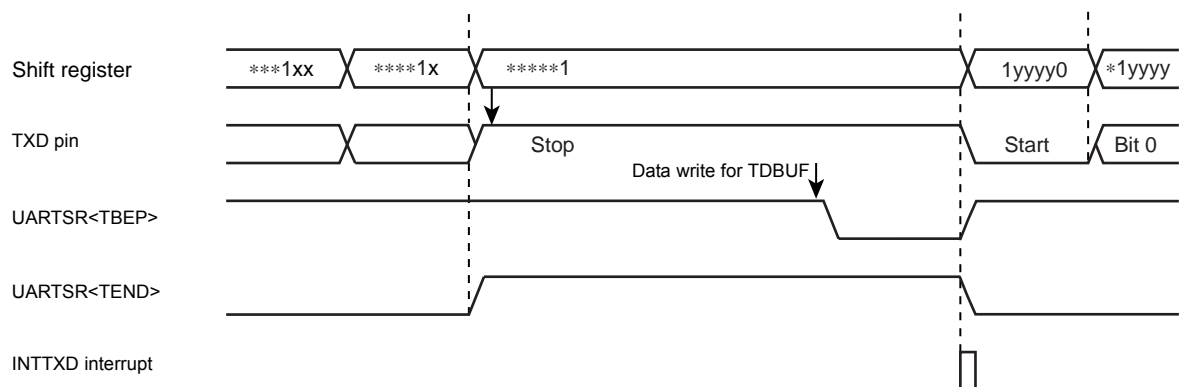 Shift register ***1xx ****1x *****1 1yyyy0 *1yyyy
TXD pin Stop Start Bit 0
Data write for TDBUF
UARTSR<TBEP>
UARTSR<TEND>
INTTXD interrupt